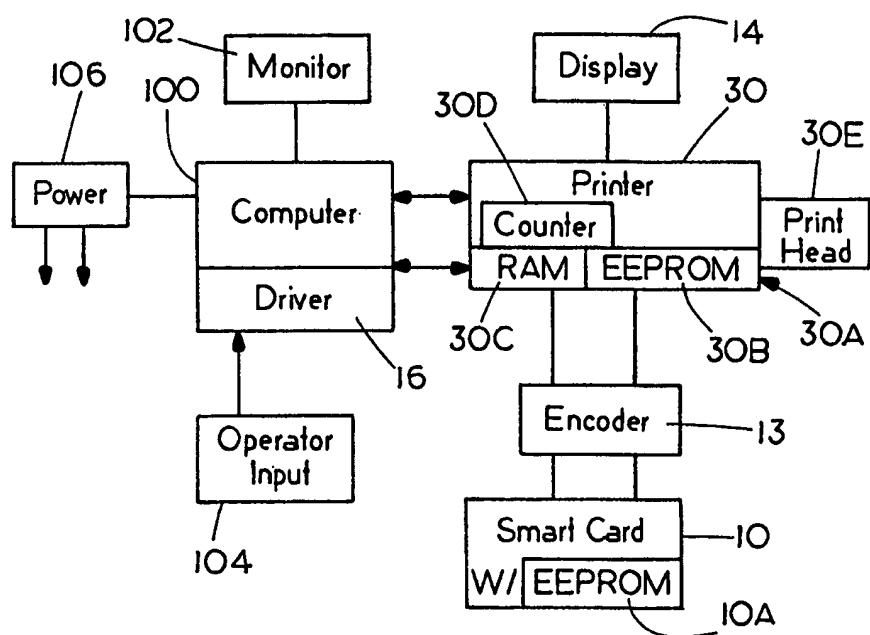 102
Monitor
14
Display
106
100
30D
30
30E
Power
Computer
Printer
Counter
Print
Head
RAM
EEPROM
Driver
30C
30B
30A
16
Operator
Input
Encoder
13
104
Smart Card
10
W/
EEPROM
10A